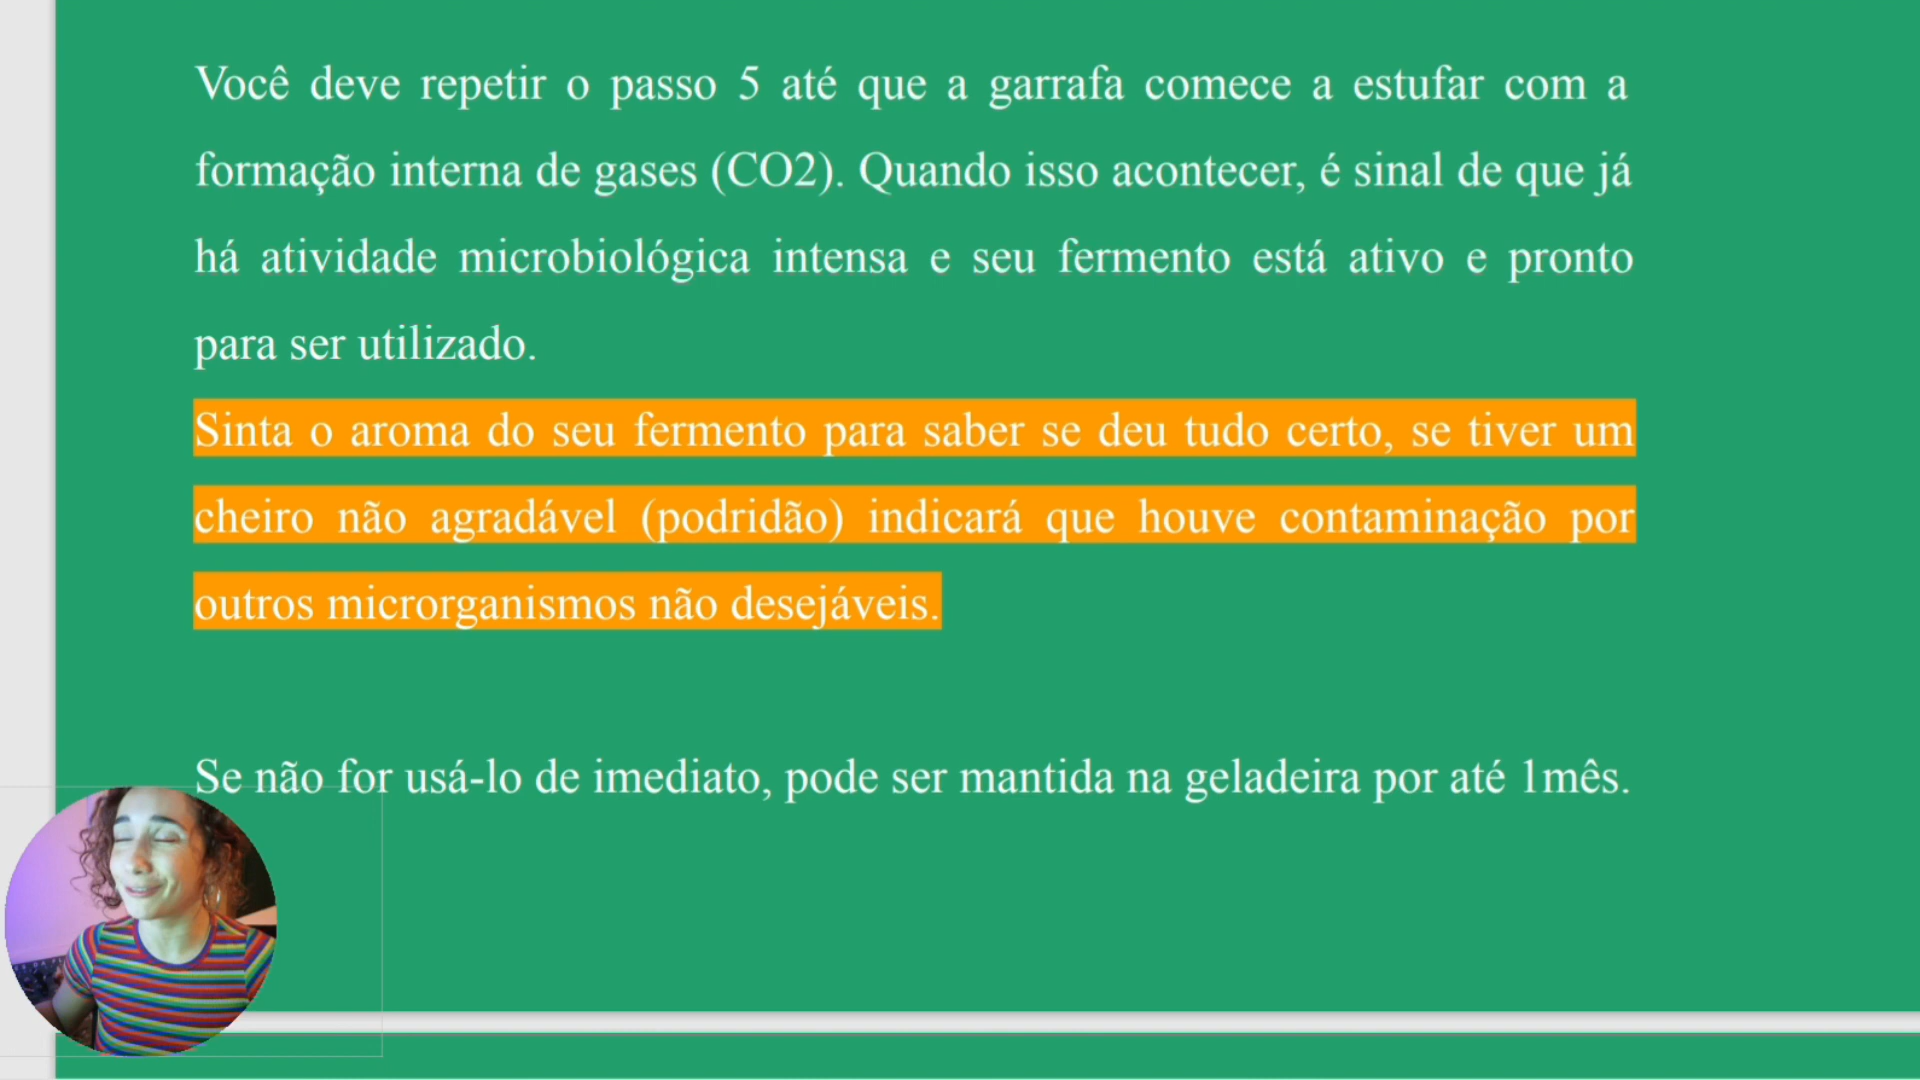 Você deve repetir o passo 5 até que a garrafa comece a estufar com a
formação interna de gases (CO2). Quando isso acontecer, é sinal de que já
há atividade microbiológica intensa e seu fermento está ativo e pronto
para ser utilizado.
Sinta o aroma do seu fermento para saber se deu tudo certo, se tiver um
cheiro não agradável (podridão) indicará que houve contaminação por
outros microrganismos não desejáveis.
Se não for usá-lo de imediato, pode ser mantida na geladeira por até 1mês.